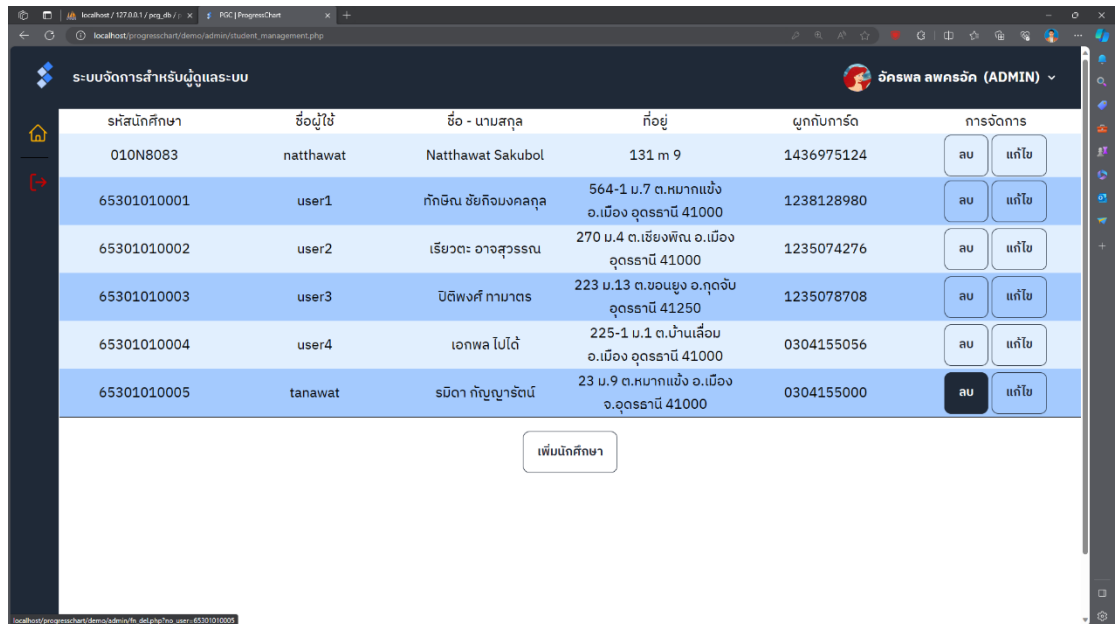 localhost / 127.0.0.1 / pcg_db / p
PGC | ProgressChart
localhost/progresschart/demo/admin/student_management.php
ระบบจัดการสำหรับผู้ดูแลระบบ
อัครพล ลพครอัค (ADMIN)
รหัสนักศึกษา ชื่อผู้ใช้ ชื่อ - นามสกุล ที่อยู่ ผูกกับการ์ด การจัดการ
010N8083 natthawat Natthawat Sakubol 131 m 9 1436975124 ลบ แก้ไข
65301010001 user1 ทักษิณ ชัยกิจมงคลกุล 564-1 ม.7 ต.หมากแข้ง
อ.เมือง อุดรธานี 41000 1238128980 ลบ แก้ไข
65301010002 user2 เรียวตะ อาจสุวรรณ 270 ม.4 ต.เชียงพิณ อ.เมือง
อุดรธานี 41000 1235074276 ลบ แก้ไข
65301010003 user3 ปิติพงศ์ ทามาตร 223 ม.13 ต.ขอนยูง อ.กุดจับ
อุดรธานี 41250 1235078708 ลบ แก้ไข
65301010004 user4 เอกพล ไปได้ 225-1 ม.1 ต.บ้านเลื่อม
อ.เมือง อุดรธานี 41000 0304155056 ลบ แก้ไข
65301010005 tanawat รมิดา กัญญารัตน์ 23 ม.9 ต.หมากแข้ง อ.เมือง
จ.อุดรธานี 41000 0304155000 ลบ แก้ไข
เพิ่มนักศึกษา
localhost/progresschart/demo/admin/fn_del.php?no_user=65301010005